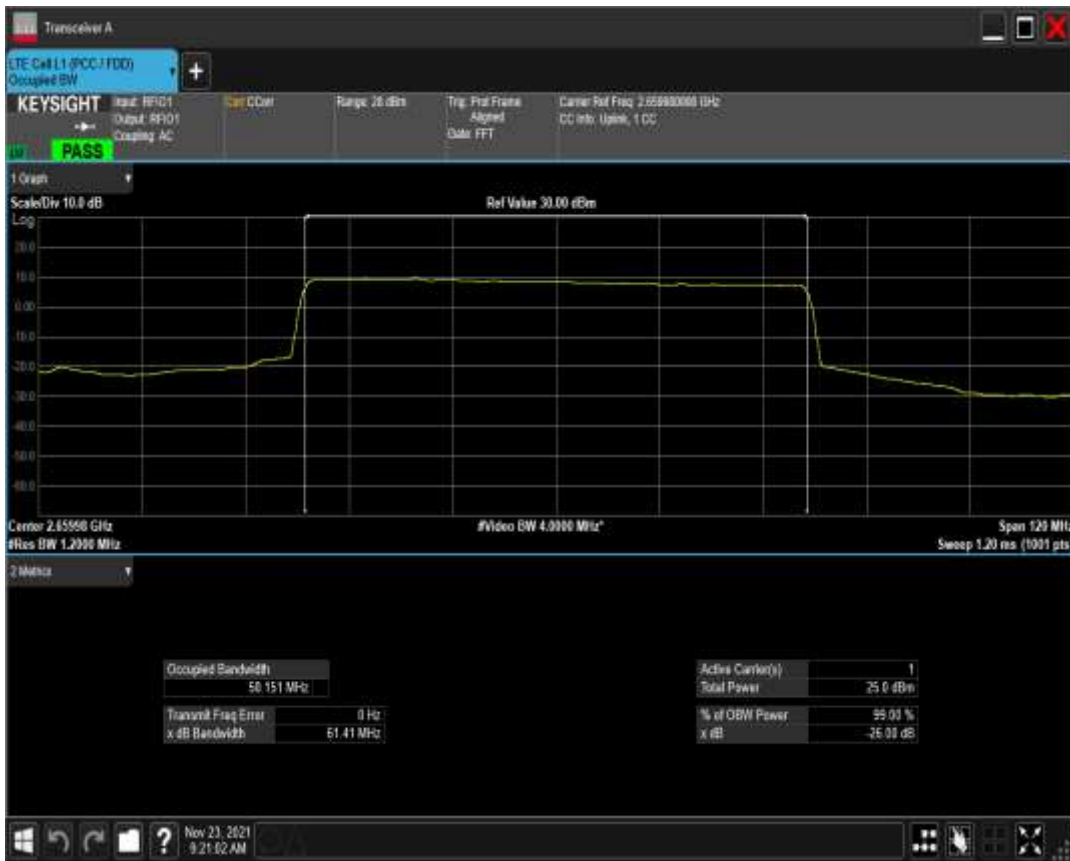 Transceiver A
LTE Cell L1 (PCC / FDD)
Occupied BW
+
KEYSIGHT
Input: RFIO1
Output: RFIO1
Coupling: AC
PASS
Corr CCorr
Range: 28 dBm
Trig: Prot Frame
Aligned
Gate: FFT
Carrier Ref Freq: 2.659980000 GHz
CC Info: Uplink, 1 CC
1 Graph
Scale/Div 10.0 dB
Ref Value 30.00 dBm
Log
20.0
10.0
0.00
-10.0
-20.0
-30.0
-40.0
-50.0
-60.0
Center 2.65998 GHz
#Video BW 4.0000 MHz*
Span 120 MHz
#Res BW 1.2000 MHz
Sweep 1.20 ms (1001 pts
2 Metrics
Occupied Bandwidth
58.151 MHz
Transmit Freq Error 0 Hz
x dB Bandwidth 61.41 MHz
Active Carrier(s) 1
Total Power 25.0 dBm
% of OBW Power 99.00 %
x dB -26.00 dB
?
Nov 23, 2021
9:21:02 AM